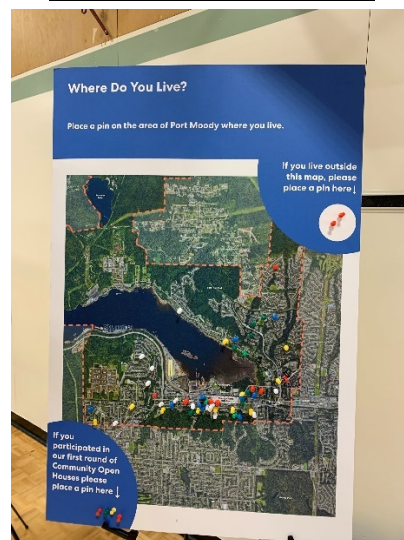 Where Do You Live?
Place a pin on the area of Port Moody where you live.
If you live outside
this map, please
place a pin here↓
If you
participated in
our first round of
Community Open
Houses please
place a pin here ↓